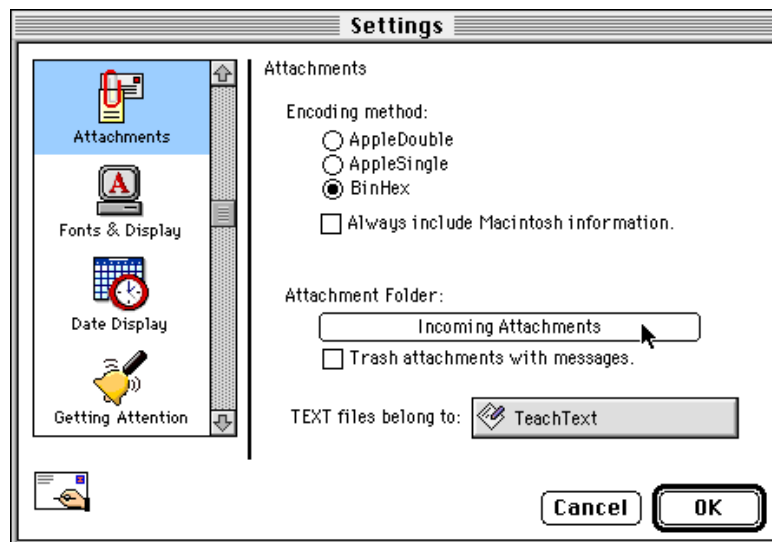 Settings
Attachments
Fonts & Display
Date Display
Getting Attention
Attachments
Encoding method:
AppleDouble
AppleSingle
BinHex
Always include Macintosh information.
Attachment Folder:
Incoming Attachments
Trash attachments with messages.
TEXT files belong to: TeachText
Cancel OK